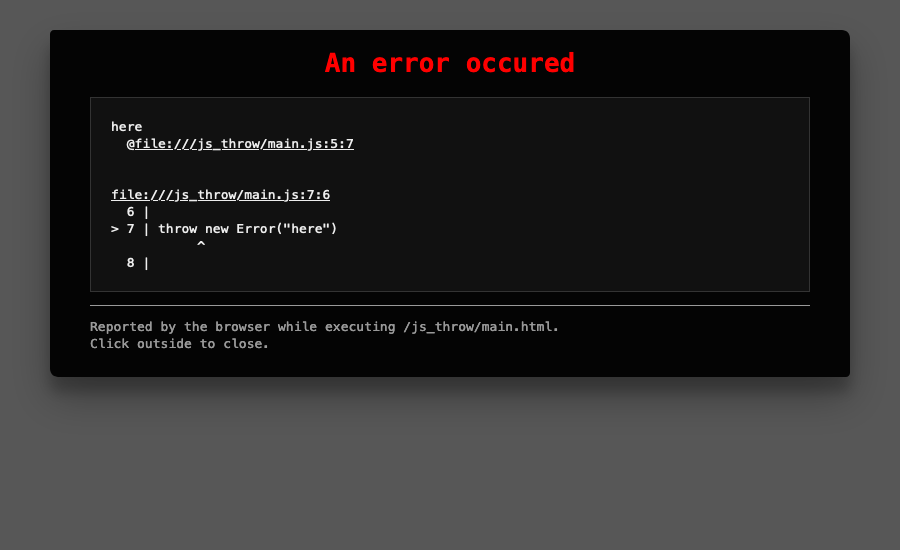 An error occured
here
  @file:///js_throw/main.js:5:7
file:///js_throw/main.js:7:6
  6 |
> 7 | throw new Error("here")
           ^
  8 |
Reported by the browser while executing /js_throw/main.html.
Click outside to close.